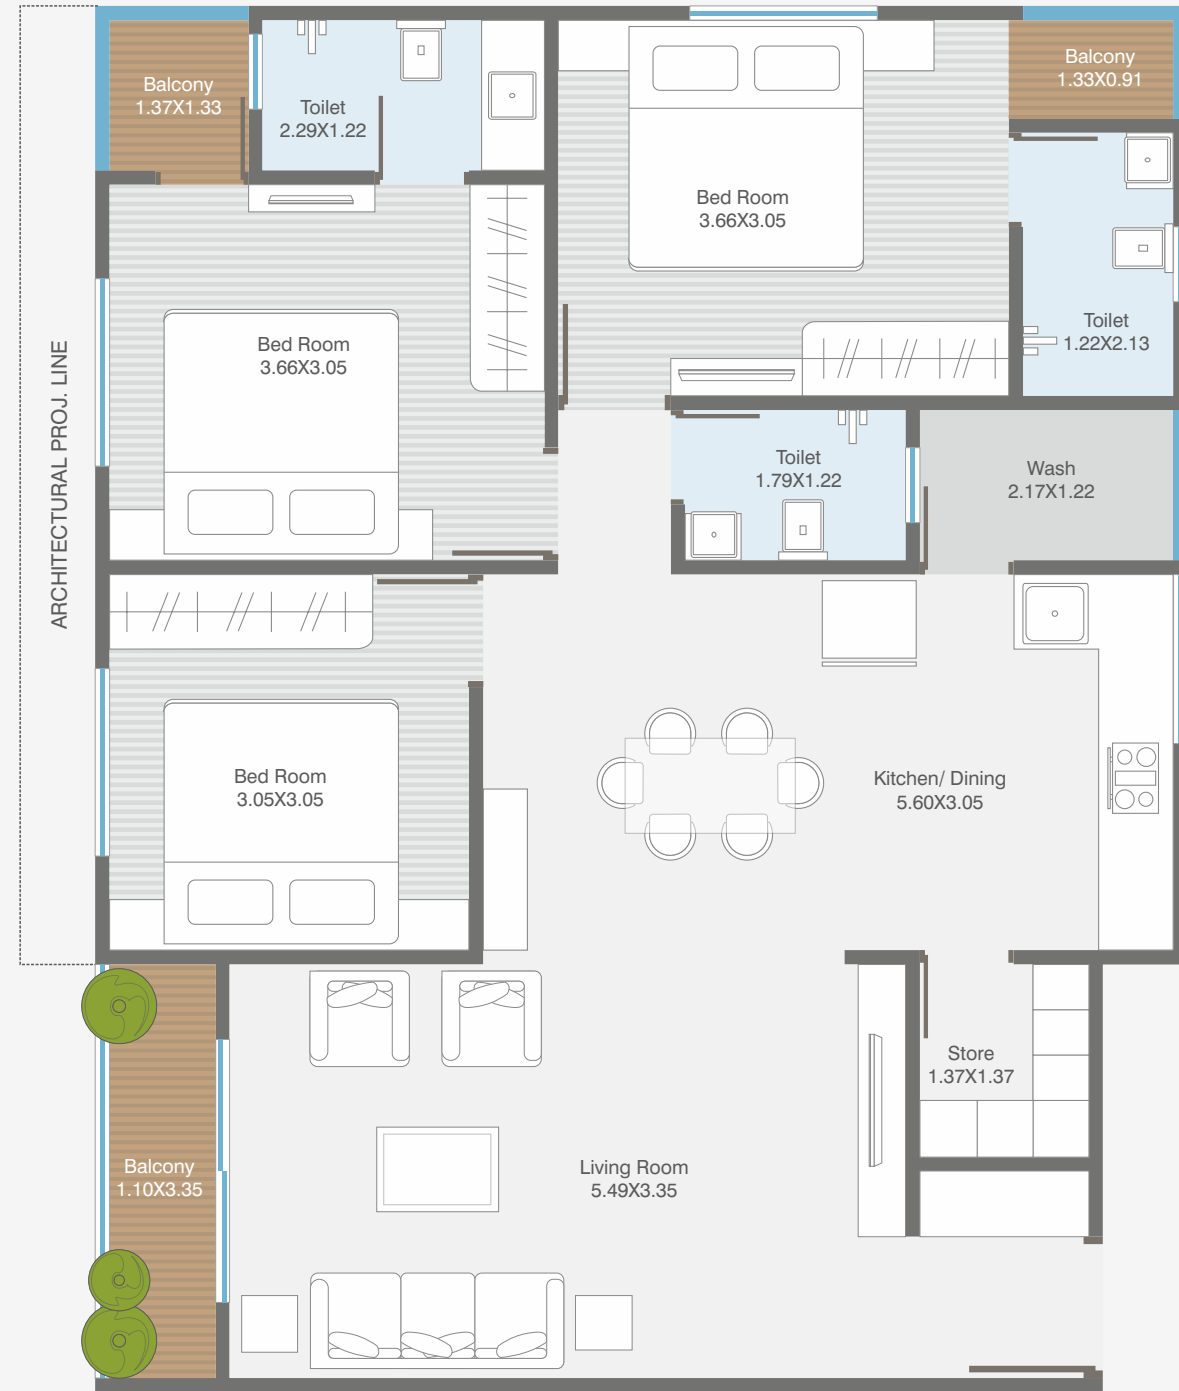 Balcony
1.37X1.33
Toilet
2.29X1.22
Balcony
1.33X0.91
Bed Room
3.66X3.05
Toilet
1.22X2.13
Bed Room
3.66X3.05
ARCHITECTURAL PROJ. LINE
Toilet
1.79X1.22
Wash
2.17X1.22
Bed Room
3.05X3.05
Kitchen/ Dining
5.60X3.05
Store
1.37X1.37
Balcony
1.10X3.35
Living Room
5.49X3.35